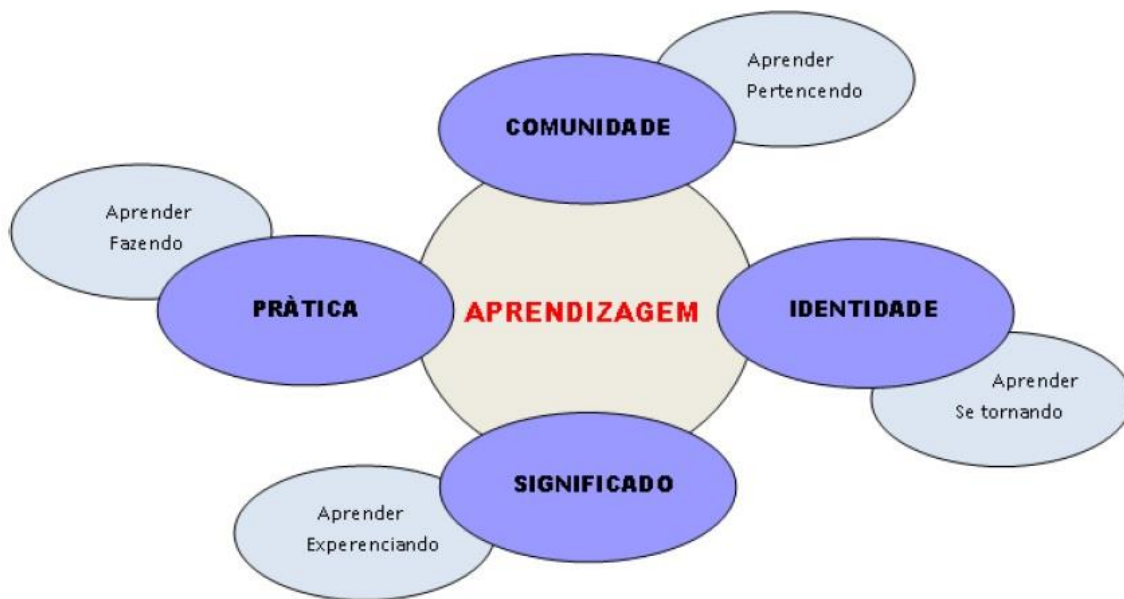 Aprender
Pertencendo
COMUNIDADE
Aprender
Fazendo
PRÀTICA
APRENDIZAGEM
IDENTIDADE
Aprender
Se tornando
SIGNIFICADO
Aprender
Experenciando